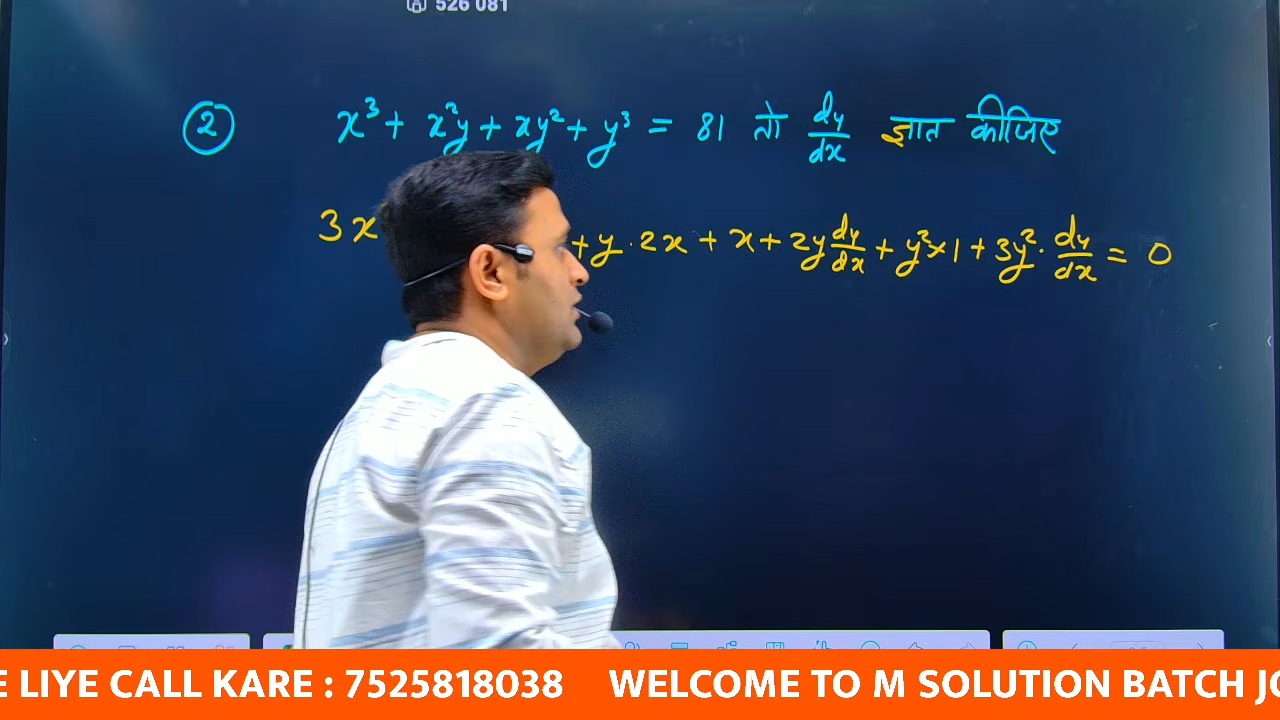 526 081
② x³ + x²y + xy² + y³ = 81 तो dy/dx ज्ञात कीजिए
3x + y · 2x + x + 2y dy/dx + y² × 1 + 3y² · dy/dx = 0
LIYE CALL KARE : 7525818038 WELCOME TO M SOLUTION BATCH